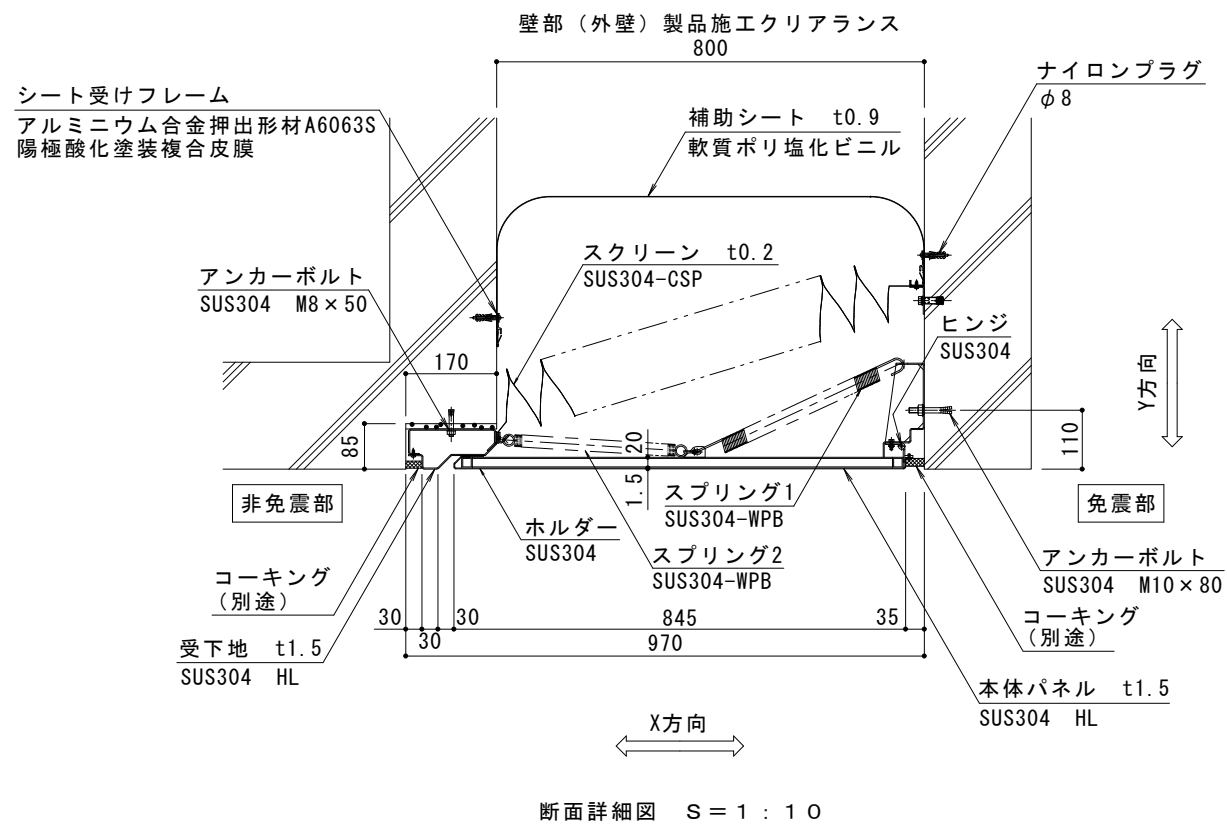 壁部（外壁）製品施工クリアランス
800
シート受けフレーム
アルミニウム合金押出形材A6063S
陽極酸化塗装複合皮膜
ナイロンプラグ
φ8
補助シート t0.9
軟質ポリ塩化ビニル
アンカーボルト
SUS304 M8×50
スクリーン t0.2
SUS304-CSP
ヒンジ
SUS304
170
85
20
1.5
110
Y方向
非免震部
免震部
スプリング1
SUS304-WPB
ホルダー
SUS304
スプリング2
SUS304-WPB
アンカーボルト
SUS304 M10×80
コーキング
（別途）
コーキング
（別途）
30
30
30
845
35
970
受下地 t1.5
SUS304 HL
本体パネル t1.5
SUS304 HL
X方向
断面詳細図 S＝1：10